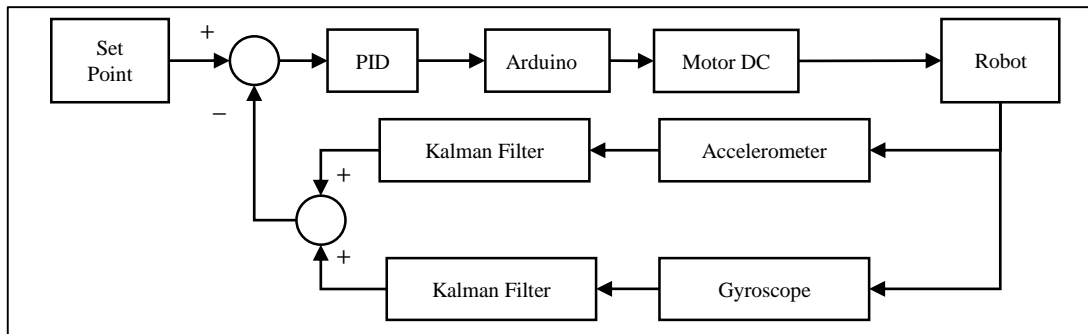 Set
Point
+
−
PID
Arduino
Motor DC
Robot
Kalman Filter
Accelerometer
+
+
Kalman Filter
Gyroscope